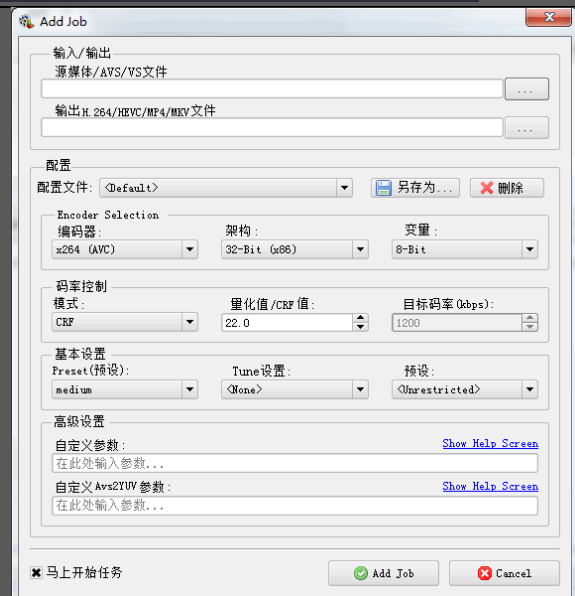 Add Job
输入/输出
源媒体/AVS/VS文件
...
输出H.264/HEVC/MP4/MKV文件
...
配置
配置文件: <Default> 另存为... 删除
Encoder Selection
编码器: 架构: 变量:
x264 (AVC) 32-Bit (x86) 8-Bit
码率控制
模式: 量化值/CRF值: 目标码率(kbps):
CRF 22.0 1200
基本设置
Preset(预设): Tune设置: 预设:
medium <None> <Unrestricted>
高级设置
自定义参数: Show Help Screen
在此处输入参数...
自定义Avs2YUV参数: Show Help Screen
在此处输入参数...
马上开始任务 Add Job Cancel